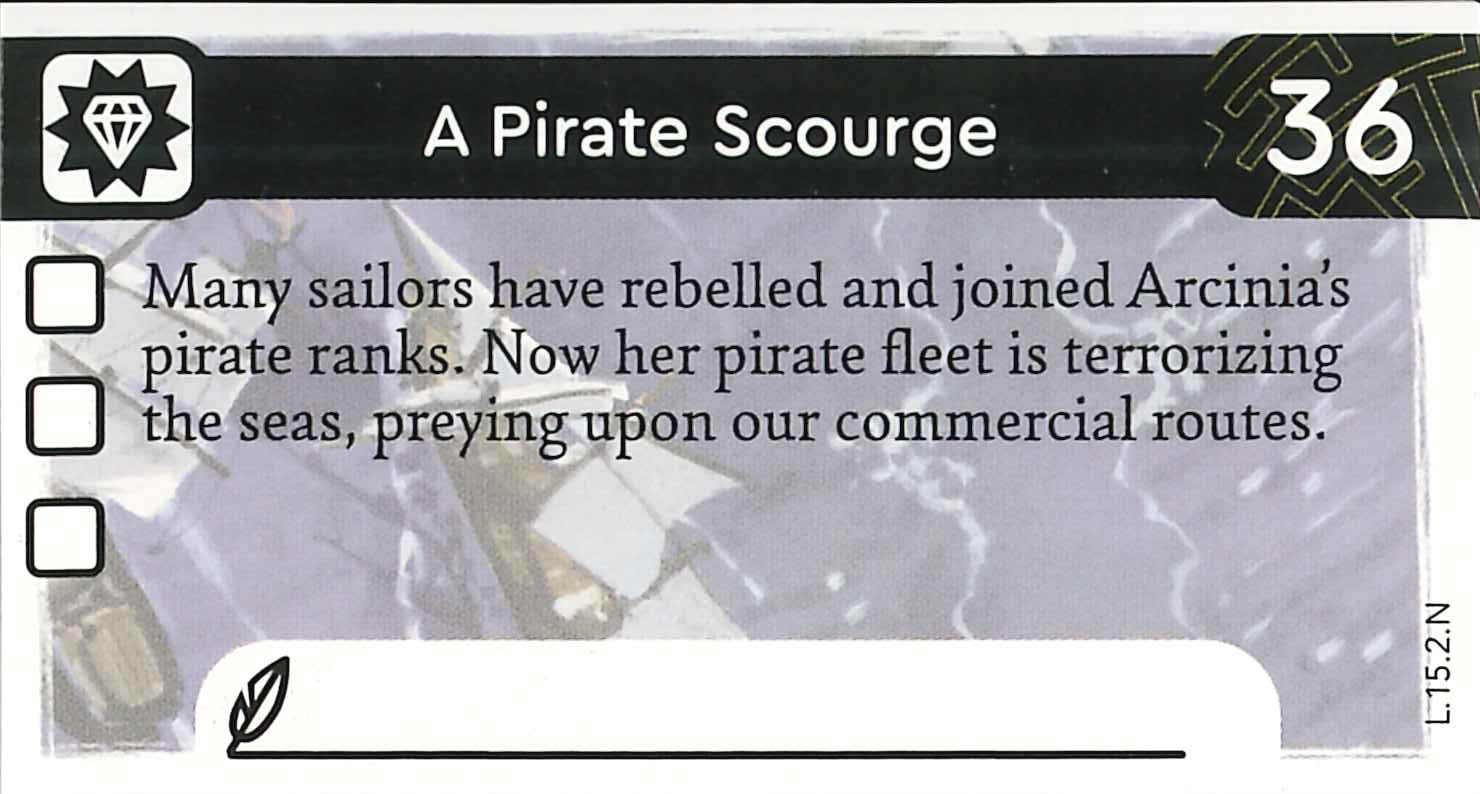 A Pirate Scourge
36
Many sailors have rebelled and joined Arcinia's
pirate ranks. Now her pirate fleet is terrorizing
the seas, preying upon our commercial routes.
L.15.2.N